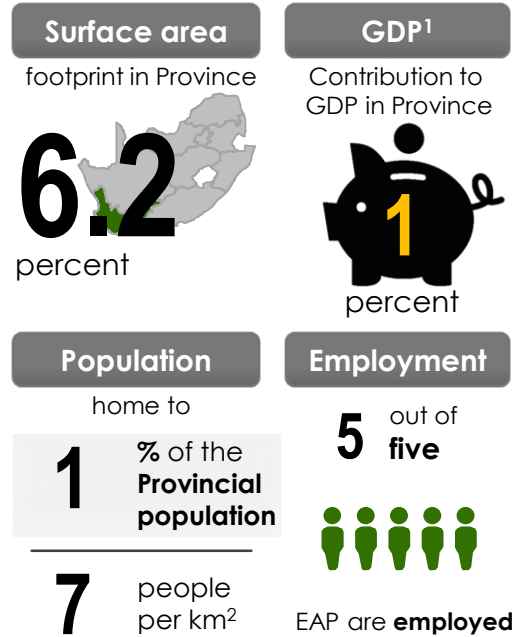 Surface area
footprint in Province
6.2
percent
GDP¹
Contribution to
GDP in Province
1
percent
Population
home to
1
% of the
Provincial
population
7
people
per km²
Employment
5
out of
five
EAP are employed